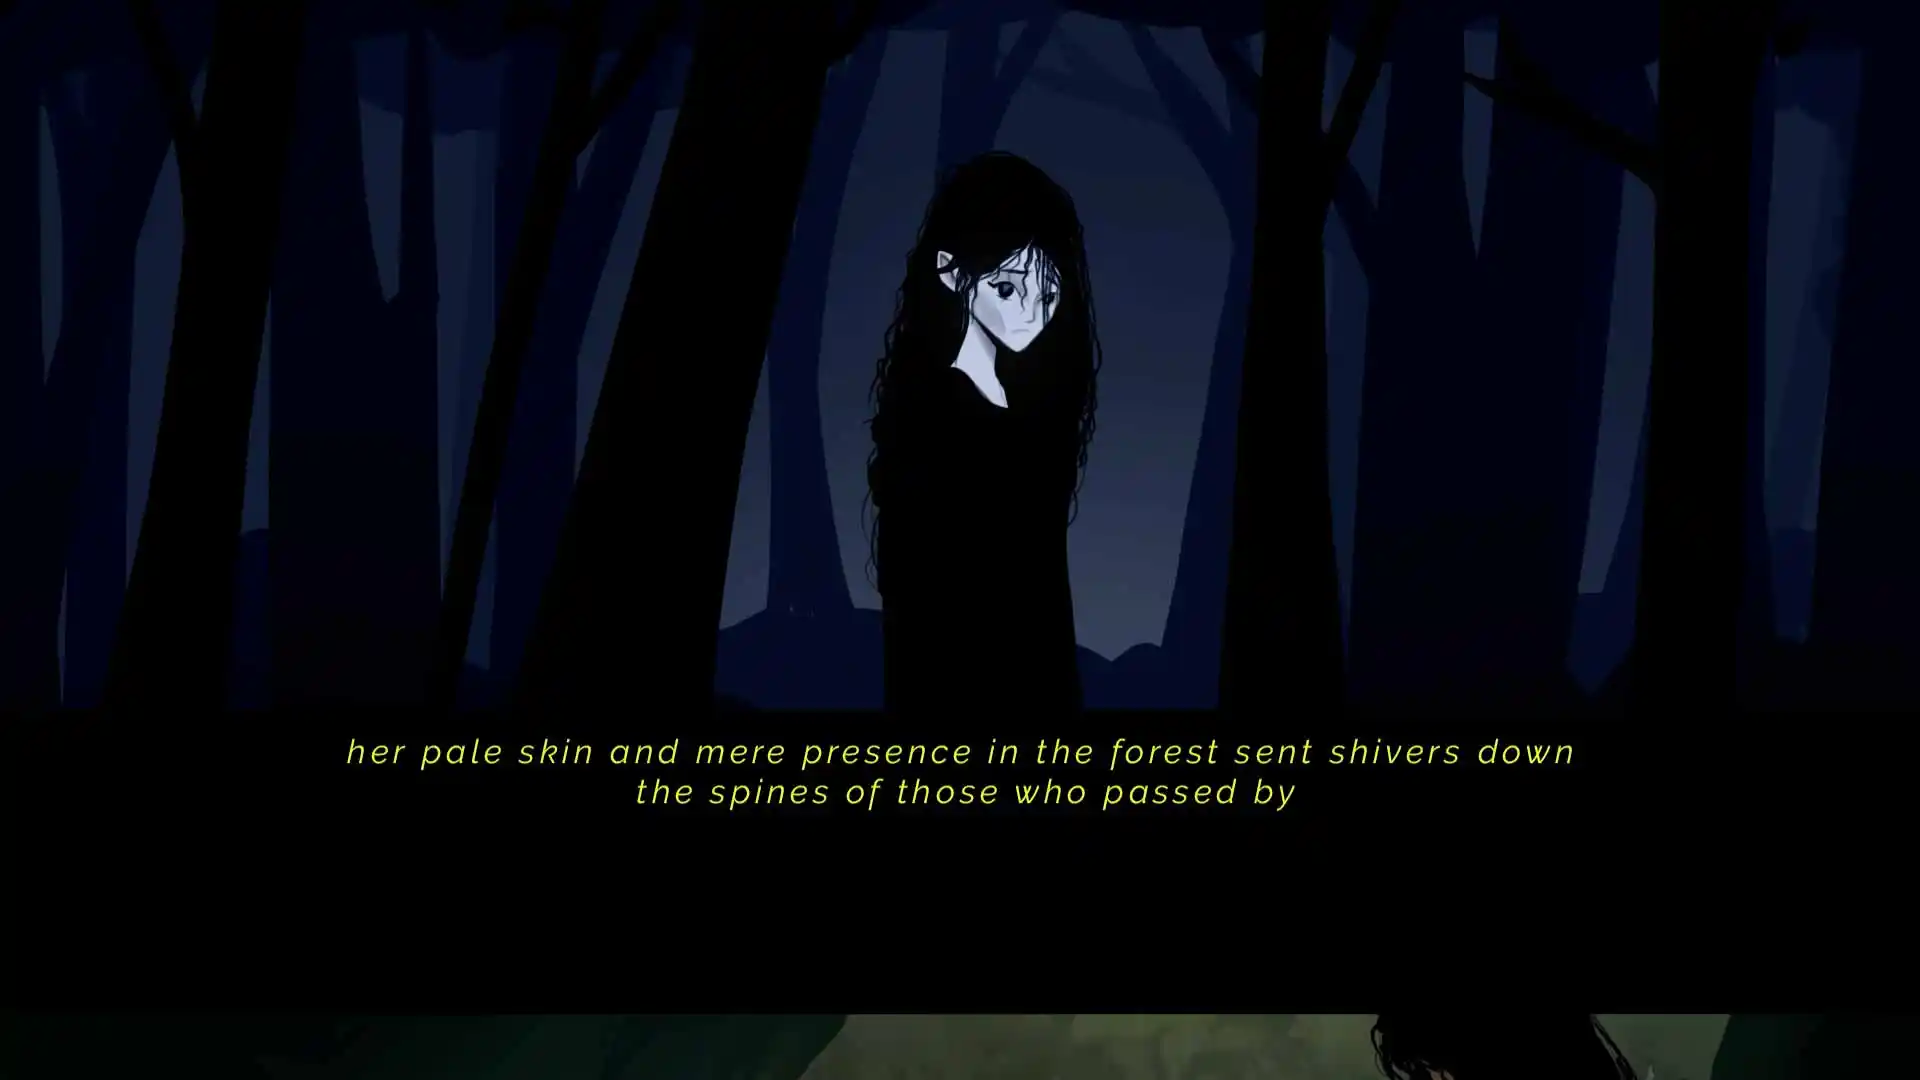 her pale skin and mere presence in the forest sent shivers down
the spines of those who passed by